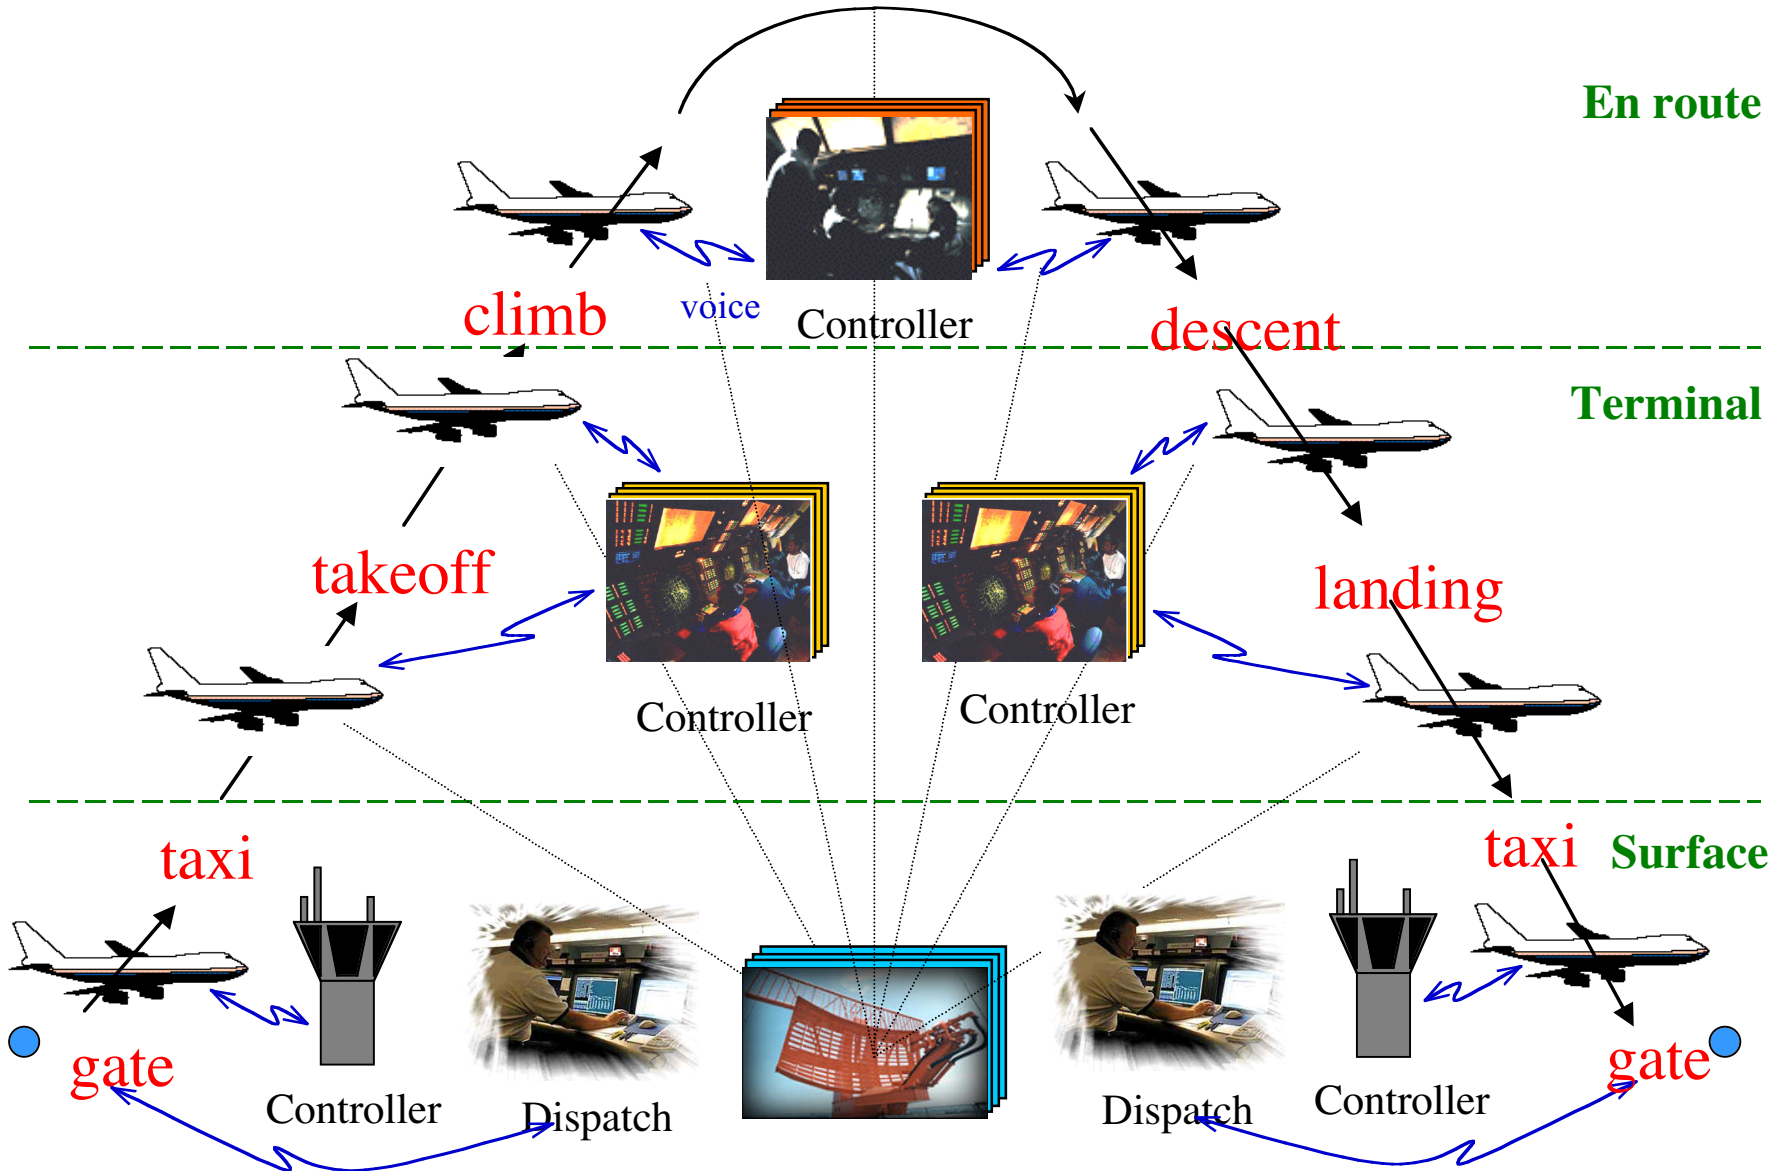 En route
climb
voice
Controller
descent
Terminal
takeoff
landing
Controller
Controller
taxi
taxi
Surface
gate
gate
Controller
Dispatch
Dispatch
Controller